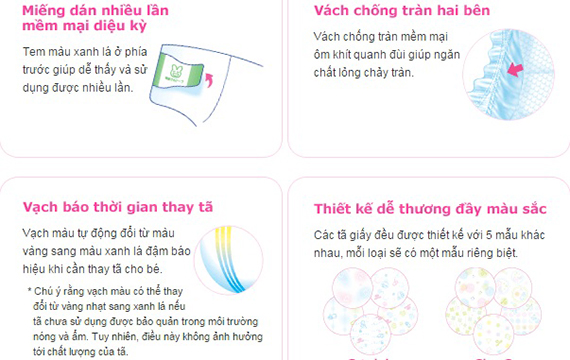 Miếng dán nhiều lần
mềm mại diệu kỳ
Tem màu xanh lá ở phía
trước giúp dễ thấy và sử
dụng được nhiều lần.
Vách chống tràn hai bên
Vách chống tràn mềm mại
ôm khít quanh đùi giúp ngăn
chất lỏng chảy tràn.
Vạch báo thời gian thay tã
Vạch màu tự động đổi từ màu
vàng sang màu xanh lá đậm báo
hiệu khi cần thay tã cho bé.
* Chú ý rằng vạch màu có thể thay
đổi từ vàng nhạt sang xanh lá nếu
tã chưa sử dụng được bảo quản trong môi trường
nóng và ẩm. Tuy nhiên, điều này không ảnh hưởng
tới chất lượng của tã.
Thiết kế dễ thương đầy màu sắc
Các tã giấy đều được thiết kế với 5 mẫu khác
nhau, mỗi loại sẽ có một mẫu riêng biệt.